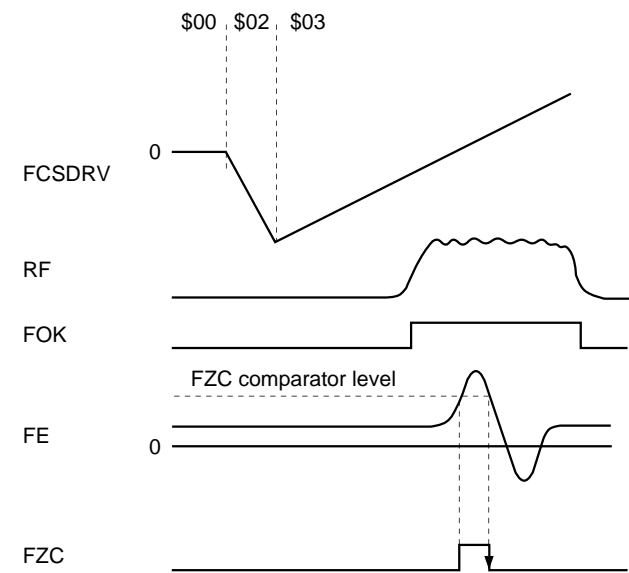 $00 $02 $03
0
FCSDRV
RF
FOK
FZC comparator level
FE
0
FZC